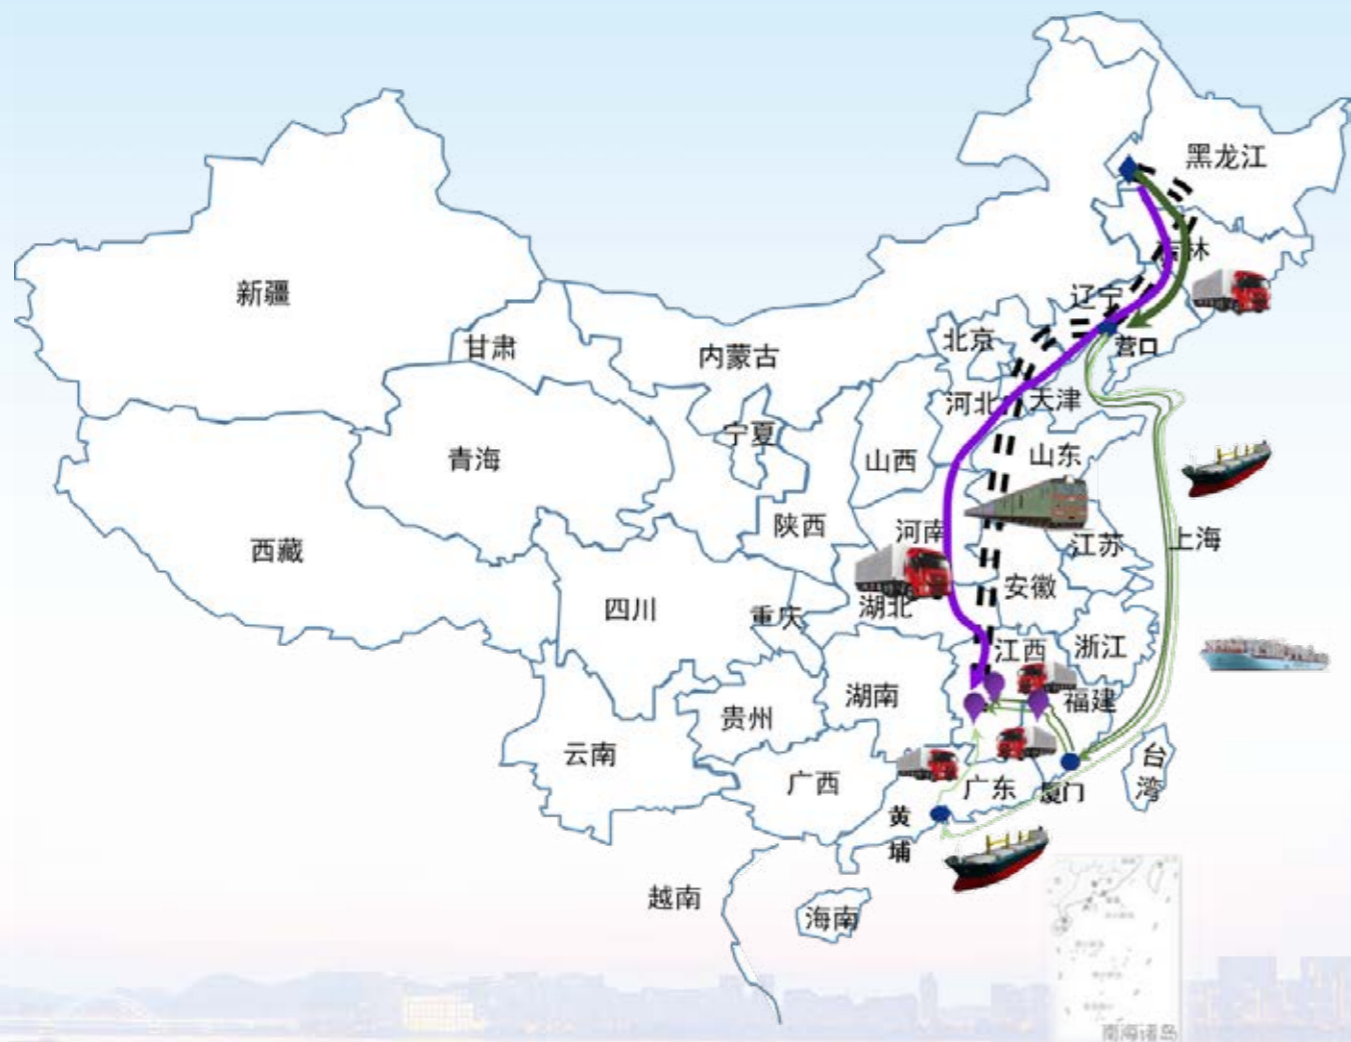 黑龙江
吉林
新疆
辽宁
甘肃
内蒙古
北京
营口
河北
天津
宁夏
青海
山西
山东
陕西
河南
西藏
江苏
上海
安徽
四川
重庆
湖北
江西
浙江
湖南
福建
贵州
云南
台
湾
广西
广东
厦门
黄
埔
越南
海南
南海诸岛